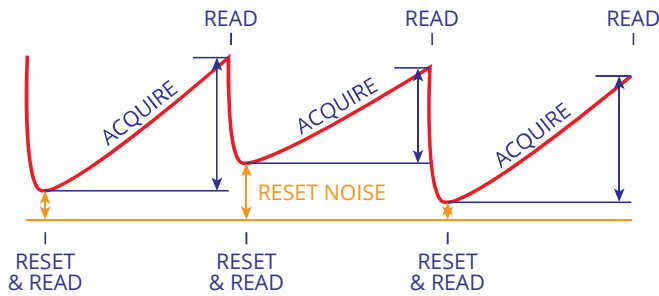 READ
READ
READ
ACQUIRE
ACQUIRE
ACQUIRE
RESET NOISE
RESET
& READ
RESET
& READ
RESET
& READ